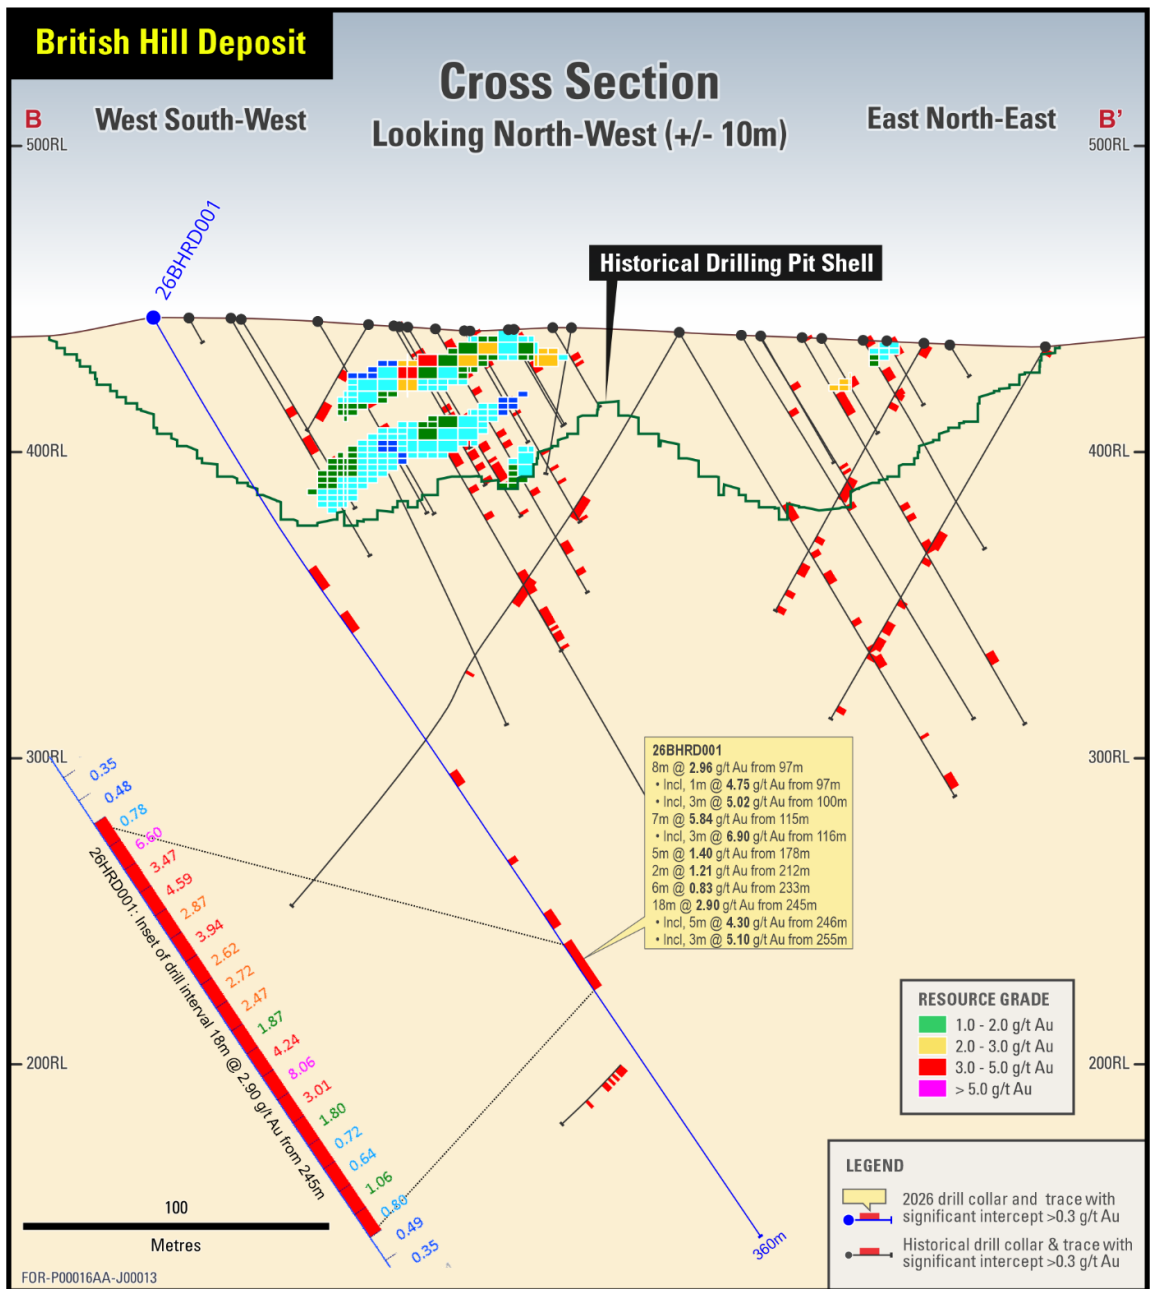 British Hill Deposit
Cross Section
Looking North-West (+/- 10m)
B
West South-West
East North-East
B'
500RL
500RL
26BHRD001
Historical Drilling Pit Shell
400RL
400RL
300RL
300RL
26BHRD001
8m @ 2.96 g/t Au from 97m
• Incl, 1m @ 4.75 g/t Au from 97m
• Incl, 3m @ 5.02 g/t Au from 100m
7m @ 5.84 g/t Au from 115m
• Incl, 3m @ 6.90 g/t Au from 116m
5m @ 1.40 g/t Au from 178m
2m @ 1.21 g/t Au from 212m
6m @ 0.83 g/t Au from 233m
18m @ 2.90 g/t Au from 245m
• Incl, 5m @ 4.30 g/t Au from 246m
• Incl, 3m @ 5.10 g/t Au from 255m
0.35
0.48
0.78
6.60
3.47
4.59
2.87
3.94
2.62
2.72
2.47
1.87
4.24
8.06
3.01
1.80
0.72
0.64
1.06
0.80
0.49
0.35
26HRD001: Inset of drill interval 18m @ 2.90 g/t Au from 245m
200RL
200RL
RESOURCE GRADE
1.0 - 2.0 g/t Au
2.0 - 3.0 g/t Au
3.0 - 5.0 g/t Au
> 5.0 g/t Au
LEGEND
2026 drill collar and trace with
significant intercept >0.3 g/t Au
Historical drill collar & trace with
significant intercept >0.3 g/t Au
360m
100
Metres
FOR-P00016AA-J00013